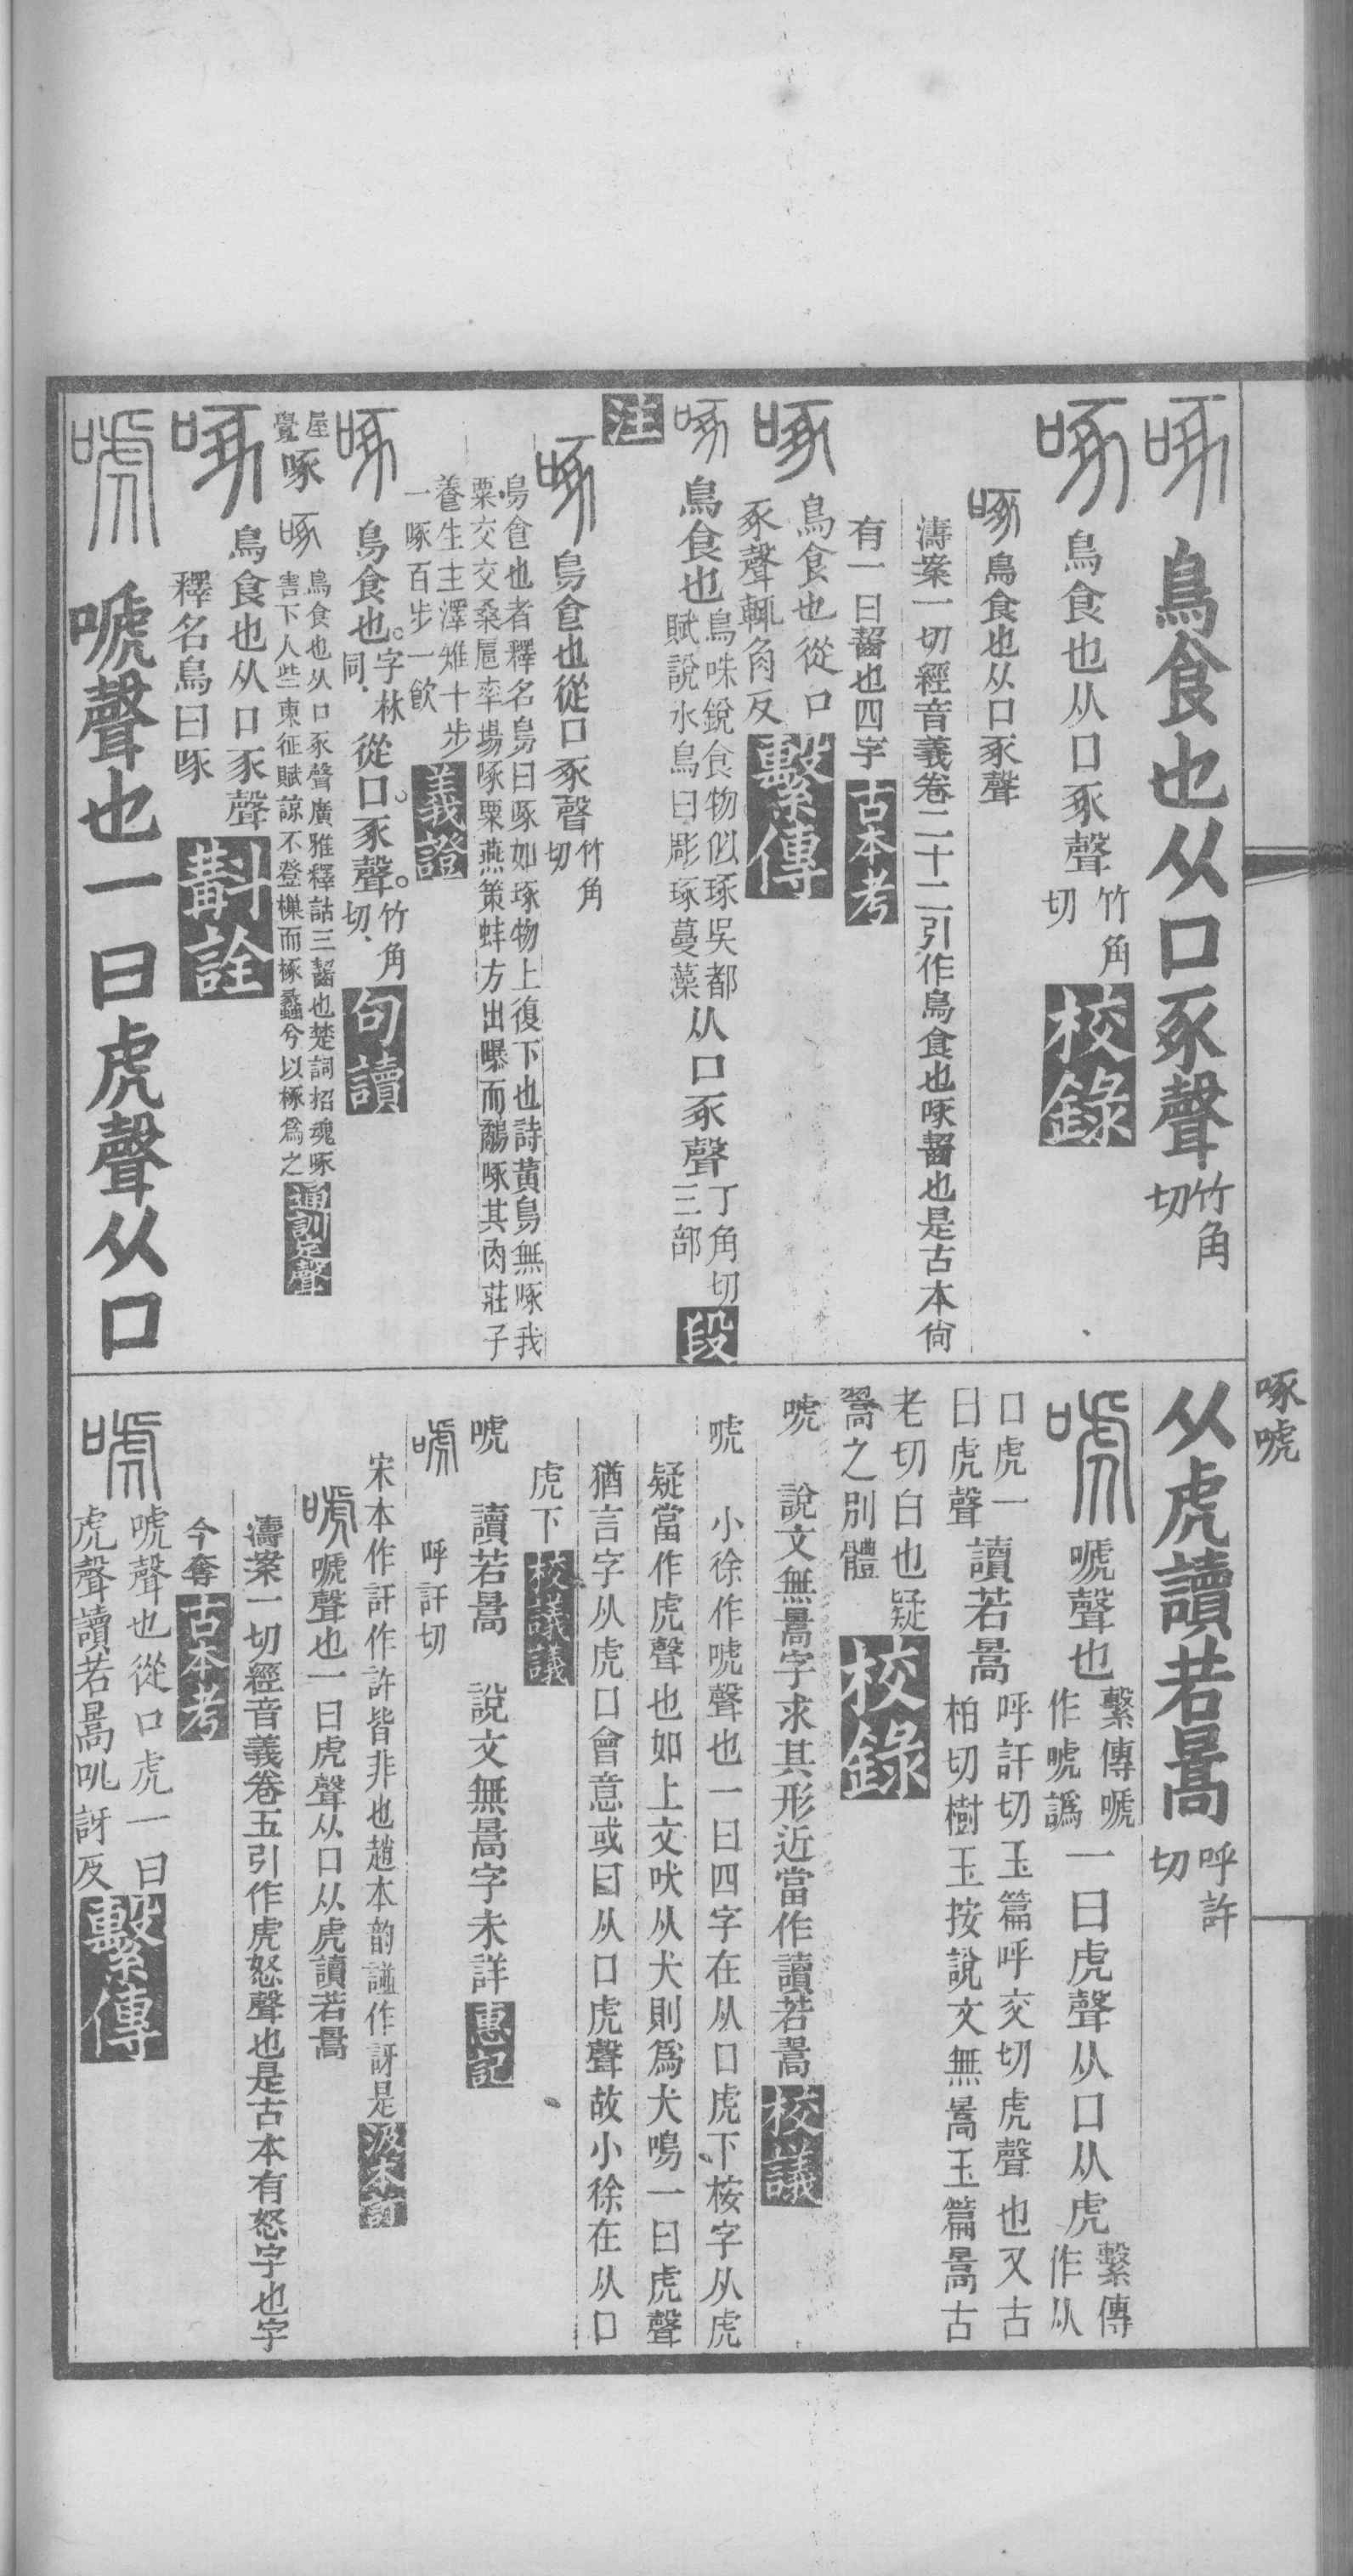 啄鳥食也从口豖聲竹角切
啄鳥食也从口豖聲竹角切校錄
啄鳥食也从口豖聲
濤案一切經音義卷二十二引作鳥食也啄齧也是古本尙
有一曰齧也四字古本考
啄鳥食也從口
豖聲輒角反繫傳
啄鳥食也鳥咮銳食物似琢吳都
賦說水鳥曰彫琢蔓藻从口豖聲丁角切
三部段
注
啄鳥食也從口豖聲竹角切
鳥食也者釋名鳥曰啄如琢物上復下也詩黃鳥無啄我
粟交交桑扈率場啄粟燕策蚌方出曝而鷸啄其肉莊子
養生主澤雉十步
一啄百步一飲義證
啄鳥食也。字林同.從口。豖聲。竹角切.句讀
屋
覺啄啄鳥食也从口豖聲廣雅釋詁三齧也楚詞招魂啄
害下人些東征賦諒不登樔而椓蠡兮以椓爲之通訓定聲
啄鳥食也从口豖聲
釋名鳥曰啄斠詮
唬嗁聲也一曰虎聲从口
啄唬
从虎讀若暠呼許切
唬嗁聲也繫傳嗁作唬譌一曰虎聲从口从虎繫傳作从
口虎一
曰虎聲讀若暠呼訐切玉篇呼交切虎聲也又古
柏切樹玉按說文無暠玉篇暠古
老切白也疑
翯之別體校錄
唬 說文無暠字求其形近當作讀若暠校議
唬 小徐作唬聲也一曰四字在从口虎下桉字从虎
疑當作虎聲也如上文吠从犬則爲犬鳴一曰虎聲
猶言字从虎口會意或曰从口虎聲故小徐在从口
虎下校議議
唬 讀若暠 說文無暠字未詳惠記
唬 呼訐切
宋本作訐作許皆非也趙本韵譜作訝是汲本
唬嗁聲也一曰虎聲从口从虎讀若暠
濤案一切經音義卷五引作虎怒聲也是古本有怒字也字
今奪古本考
唬唬聲也從口虎一曰
虎聲讀若暠吼訝反繫傳